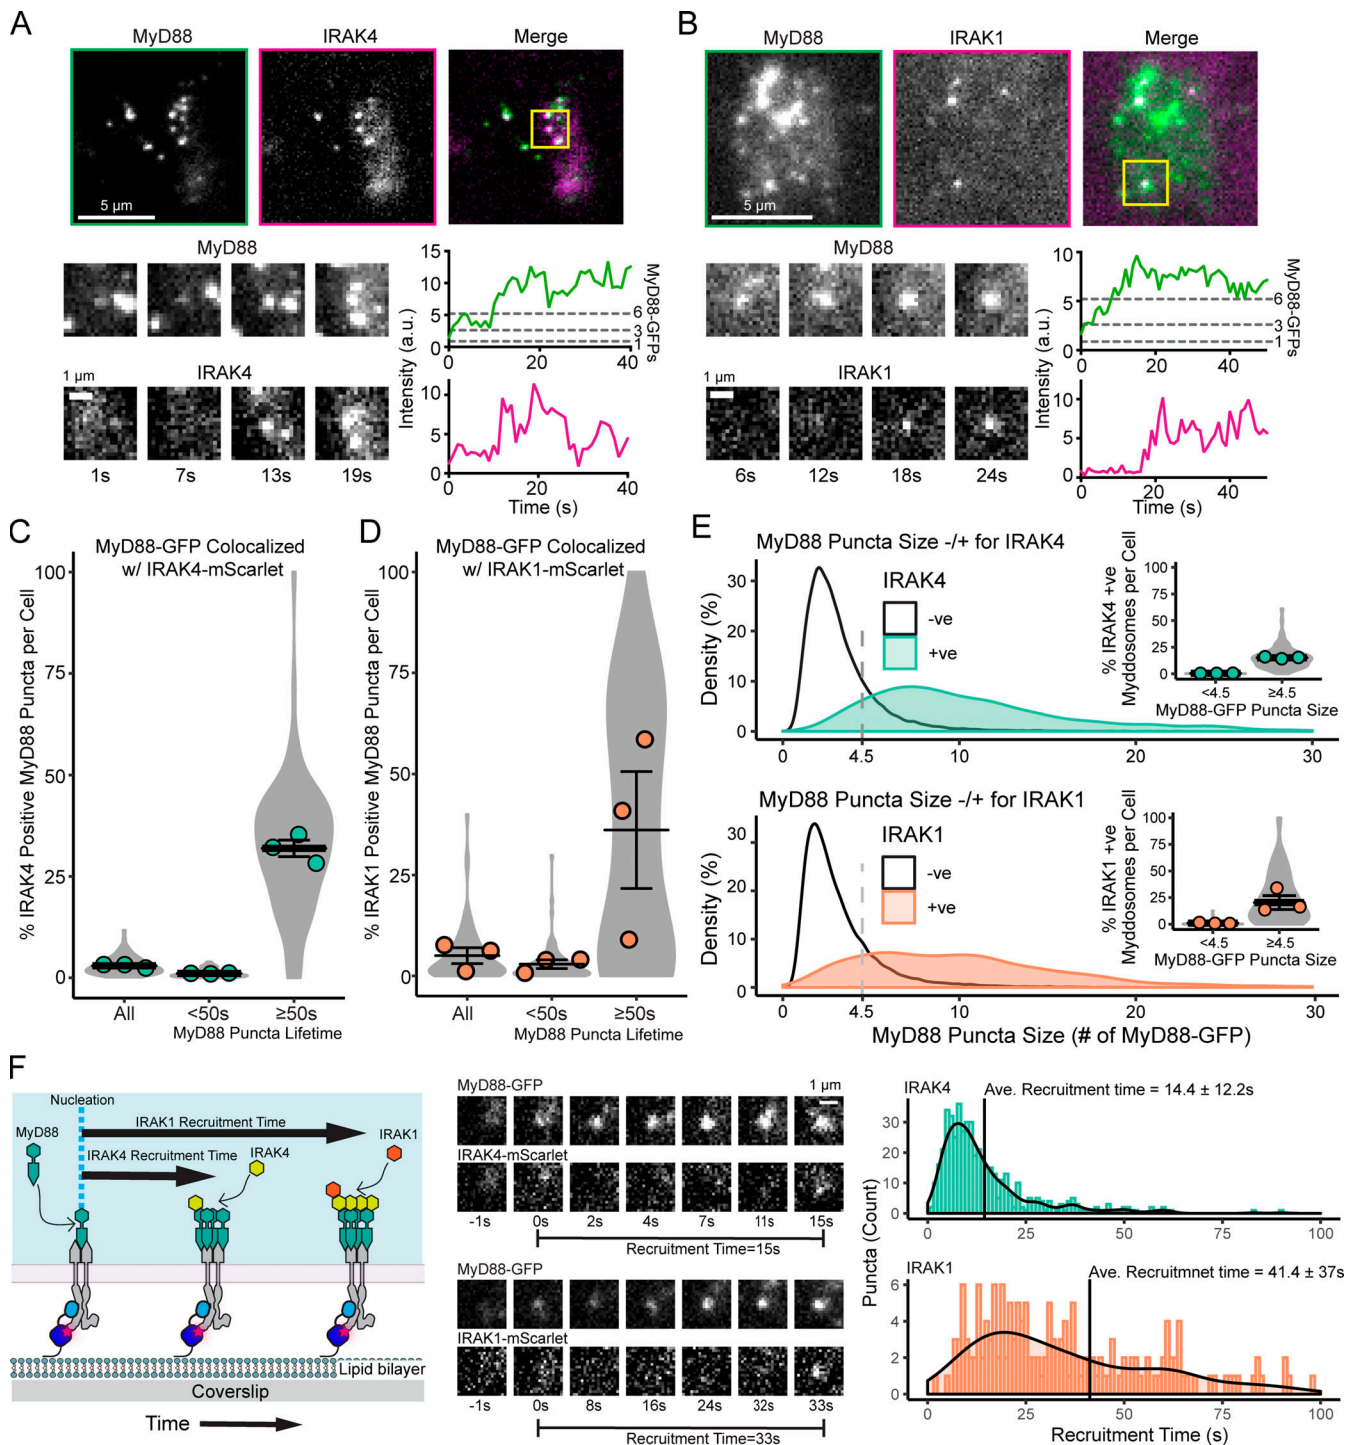 A
MyD88
IRAK4
Merge
5 µm
MyD88
IRAK4
1 µm
1s
7s
13s
19s
Intensity (a.u.)
15
10
5
0
0
20
40
6
3
1
MyD88-GFPs
15
10
5
0
0
20
40
Time (s)
B
MyD88
IRAK1
Merge
5 µm
MyD88
IRAK1
1 µm
6s
12s
18s
24s
Intensity (a.u.)
10
5
0
0
20
40
6
3
1
MyD88-GFPs
10
5
0
0
20
40
Time (s)
C
MyD88-GFP Colocalized
w/ IRAK4-mScarlet
% IRAK4 Positive MyD88 Puncta per Cell
100
75
50
25
0
All
<50s
≥50s
MyD88 Puncta Lifetime
D
MyD88-GFP Colocalized
w/ IRAK1-mScarlet
% IRAK1 Positive MyD88 Puncta per Cell
100
75
50
25
0
All
<50s
≥50s
MyD88 Puncta Lifetime
E
MyD88 Puncta Size -/+ for IRAK4
IRAK4
-ve
+ve
Density (%)
30
20
10
0
0
4.5
10
20
30
% IRAK4 +ve
Myddosomes per Cell
100
75
50
25
0
<4.5
≥4.5
MyD88-GFP Puncta Size
MyD88 Puncta Size -/+ for IRAK1
IRAK1
-ve
+ve
Density (%)
30
20
10
0
0
4.5
10
20
30
MyD88 Puncta Size (# of MyD88-GFP)
% IRAK1 +ve
Myddosomes per Cell
100
75
50
25
0
<4.5
≥4.5
MyD88-GFP Puncta Size
F
Nucleation
MyD88
IRAK1 Recruitment Time
IRAK4 Recruitment Time
IRAK4
IRAK1
Lipid bilayer
Coverslip
Time
MyD88-GFP
1 µm
IRAK4-mScarlet
-1s
0s
2s
4s
7s
11s
15s
Recruitment Time=15s
MyD88-GFP
IRAK1-mScarlet
-1s
0s
8s
16s
24s
32s
33s
Recruitment Time=33s
Puncta (Count)
IRAK4
Ave. Recruitment time = 14.4 ± 12.2s
30
20
10
0
0
25
50
75
100
IRAK1
Ave. Recruitmnet time = 41.4 ± 37s
6
4
2
0
0
25
50
75
100
Recruitment Time (s)